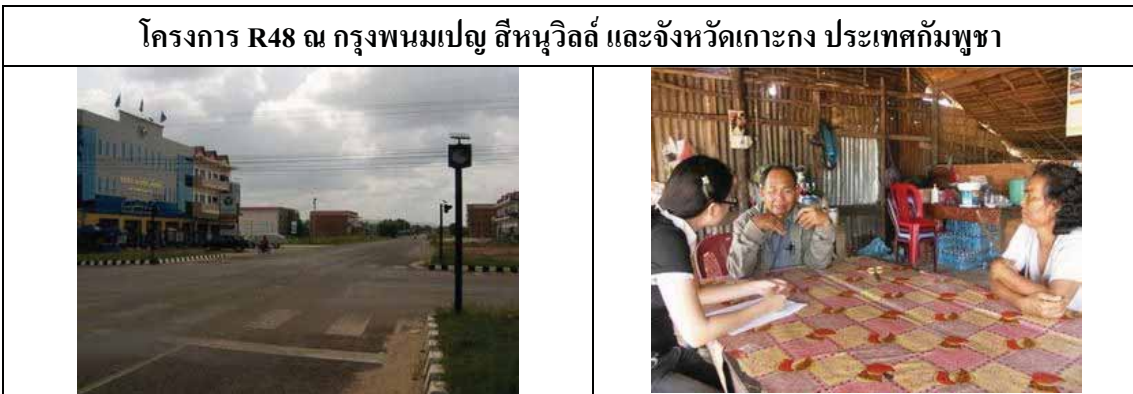 โครงการ R48 ณ กรุงพนมเปญ สีหนุวิลล์ และจังหวัดเกาะกง ประเทศกัมพูชา